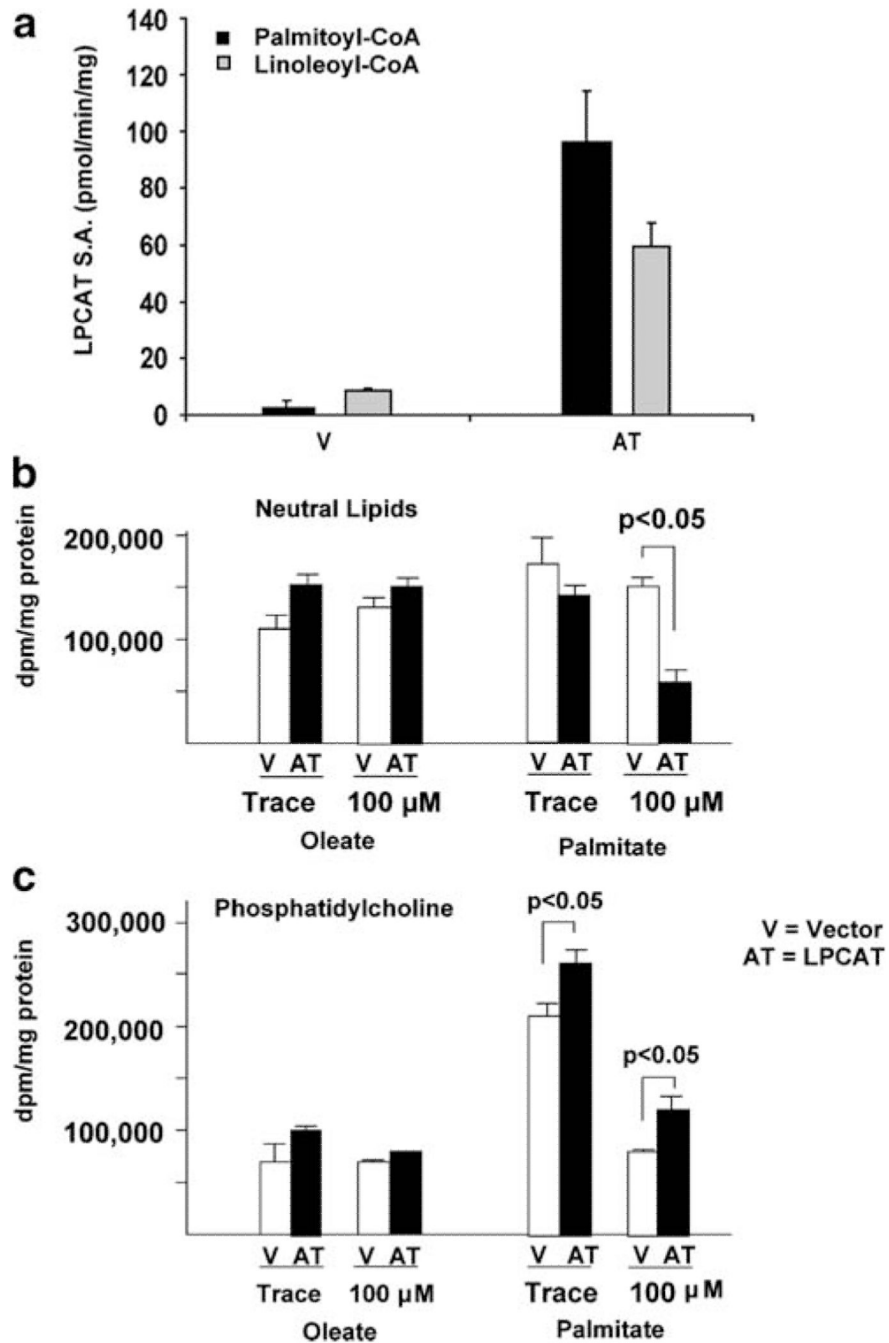 a
LPCAT S.A. (pmol/min/mg)
140
120
100
80
60
40
20
0
Palmitoyl-CoA
Linoleoyl-CoA
V AT
b
dpm/mg protein
Neutral Lipids
200,000
100,000
p<0.05
V AT V AT V AT V AT
Trace 100 µM Trace 100 µM
Oleate Palmitate
c
dpm/mg protein
Phosphatidylcholine
300,000
200,000
100,000
p<0.05
p<0.05
V = Vector
AT = LPCAT
V AT V AT V AT V AT
Trace 100 µM Trace 100 µM
Oleate Palmitate